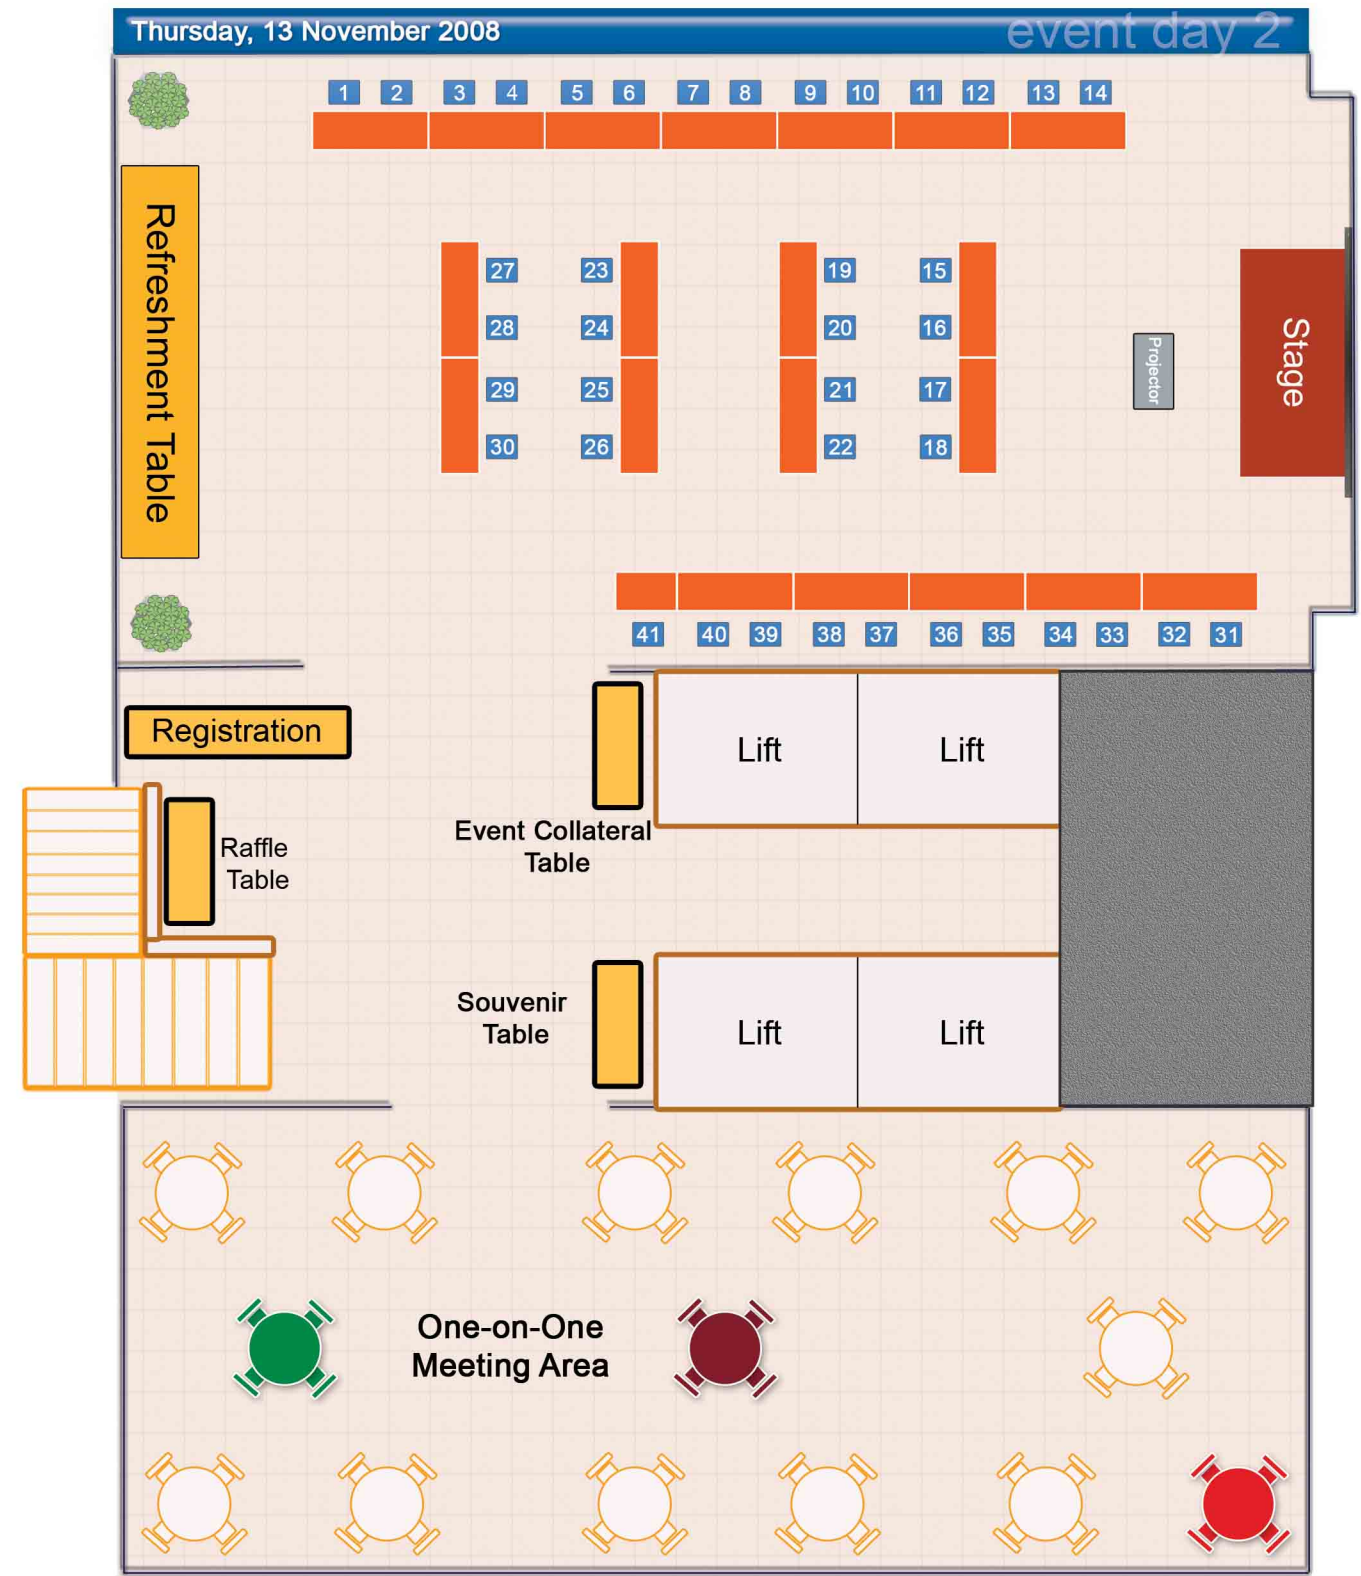 Thursday, 13 November 2008
event day 2
1 2 3 4 5 6 7 8 9 10 11 12 13 14
Refreshment Table
27 23 19 15
28 24 20 16
29 25 21 17
30 26 22 18
Projector
Stage
41 40 39 38 37 36 35 34 33 32 31
Registration
Lift Lift
Raffle
Table
Event Collateral
Table
Souvenir
Table
Lift Lift
One-on-One
Meeting Area